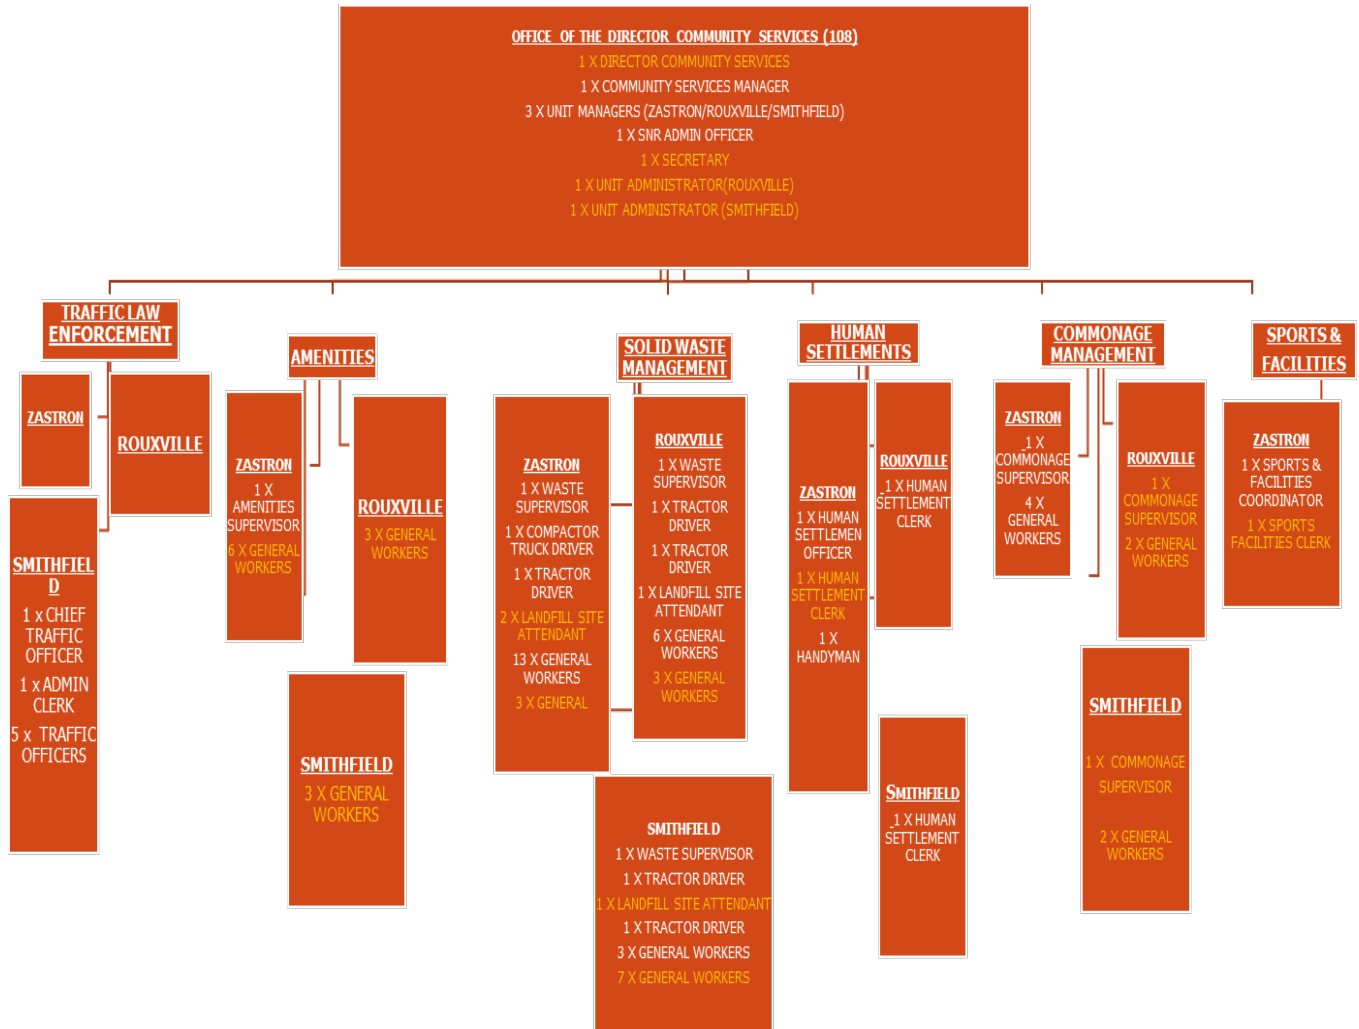 OFFICE OF THE DIRECTOR COMMUNITY SERVICES (108)
1 X DIRECTOR COMMUNITY SERVICES
1 X COMMUNITY SERVICES MANAGER
3 X UNIT MANAGERS (ZASTRON/ROUXVILLE/SMITHFIELD)
1 X SNR ADMIN OFFICER
1 X SECRETARY
1 X UNIT ADMINISTRATOR(ROUXVILLE)
1 X UNIT ADMINISTRATOR (SMITHFIELD)
TRAFFIC LAW
ENFORCEMENT
ZASTRON
ROUXVILLE
SMITHFIEL
D
1 x CHIEF
TRAFFIC
OFFICER
1 x ADMIN
CLERK
5 x TRAFFIC
OFFICERS
AMENITIES
ZASTRON
1 X
AMENITIES
SUPERVISOR
6 X GENERAL
WORKERS
ROUXVILLE
3 X GENERAL
WORKERS
SMITHFIELD
3 X GENERAL
WORKERS
SOLID WASTE
MANAGEMENT
ZASTRON
1 X WASTE
SUPERVISOR
1 X COMPACTOR
TRUCK DRIVER
1 X TRACTOR
DRIVER
2 X LANDFILL SITE
ATTENDANT
13 X GENERAL
WORKERS
3 X GENERAL
ROUXVILLE
1 X WASTE
SUPERVISOR
1 X TRACTOR
DRIVER
1 X TRACTOR
DRIVER
1 X LANDFILL SITE
ATTENDANT
6 X GENERAL
WORKERS
3 X GENERAL
WORKERS
SMITHFIELD
1 X WASTE SUPERVISOR
1 X TRACTOR DRIVER
1 X LANDFILL SITE ATTENDANT
1 X TRACTOR DRIVER
3 X GENERAL WORKERS
7 X GENERAL WORKERS
HUMAN
SETTLEMENTS
ZASTRON
1 X HUMAN
SETTLEMEN
OFFICER
1 X HUMAN
SETTLEMENT
CLERK
1 X
HANDYMAN
ROUXVILLE
1 X HUMAN
SETTLEMENT
CLERK
SMITHFIELD
1 X HUMAN
SETTLEMENT
CLERK
COMMONAGE
MANAGEMENT
ZASTRON
1 X
COMMONAGE
SUPERVISOR
4 X
GENERAL
WORKERS
ROUXVILLE
1 X
COMMONAGE
SUPERVISOR
2 X GENERAL
WORKERS
SMITHFIELD
1 X COMMONAGE
SUPERVISOR
2 X GENERAL
WORKERS
SPORTS &
FACILITIES
ZASTRON
1 X SPORTS &
FACILITIES
COORDINATOR
1 X SPORTS
FACILITIES CLERK